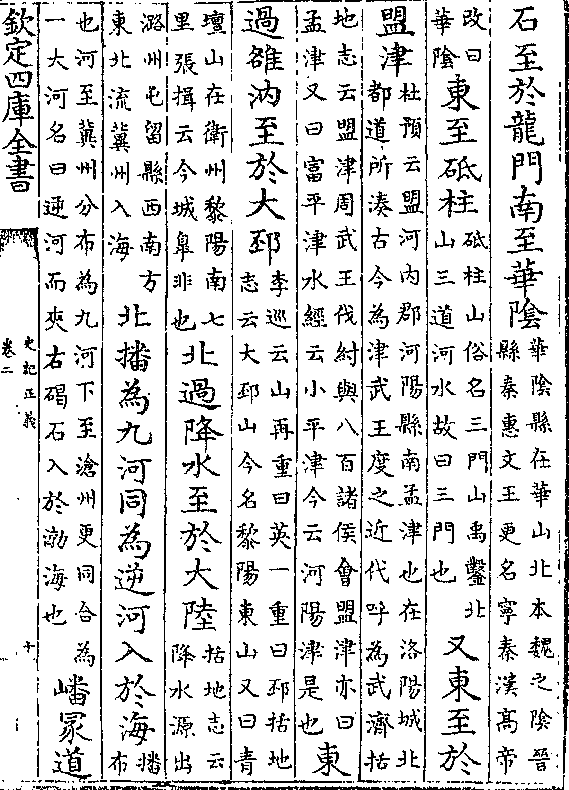 石至於龍門南至華陰華陰縣在華山北本魏之陰晉縣秦惠文王更名寧秦漢髙帝
改曰華陰東至砥柱砥柱山俗名三門山禹鑿北山三道河水故曰三門也又東至於
盟津杜預云盟河内郡河陽縣南孟津也在洛陽城北都道所湊古今為津武王度之近代呼為武濟括
地志云盟津周武王伐紂與八百諸侯會盟津亦曰孟津又曰富平津水經云小平津今云河陽津是也東
過雒汭至於大邳李巡云山再重曰英一重曰邳括地志云大邳山今名黎陽東山又曰青
壇山在衛州黎陽南七里張揖云今城臯非也北過降水至於大陸括地志云降水源出
潞州屯留縣西南方東北流冀州入海北播為九河同為逆河入於海播布
也河至冀州分布為九河下至滄州更同合為一大河名曰逆河而夾右碣石入於渤海也嶓冢道
欽定四庫全書
史記正義
卷二
十